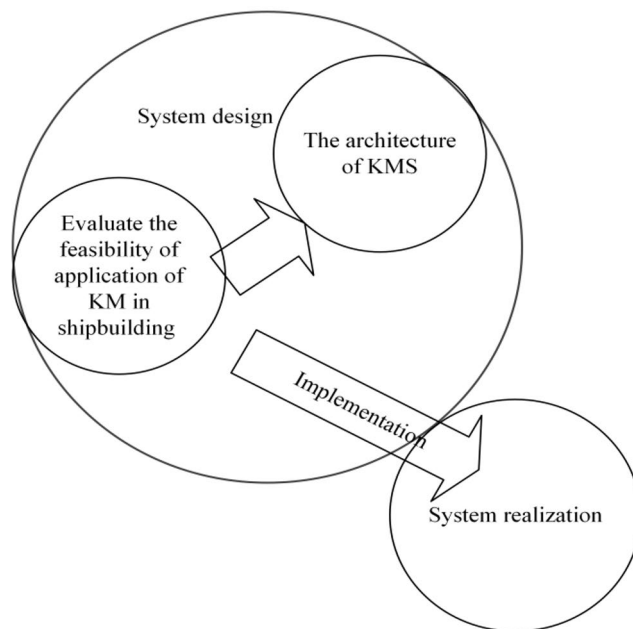 System design
The architecture
of KMS
Evaluate the
feasibility of
application of
KM in
shipbuilding
Implementation
System realization